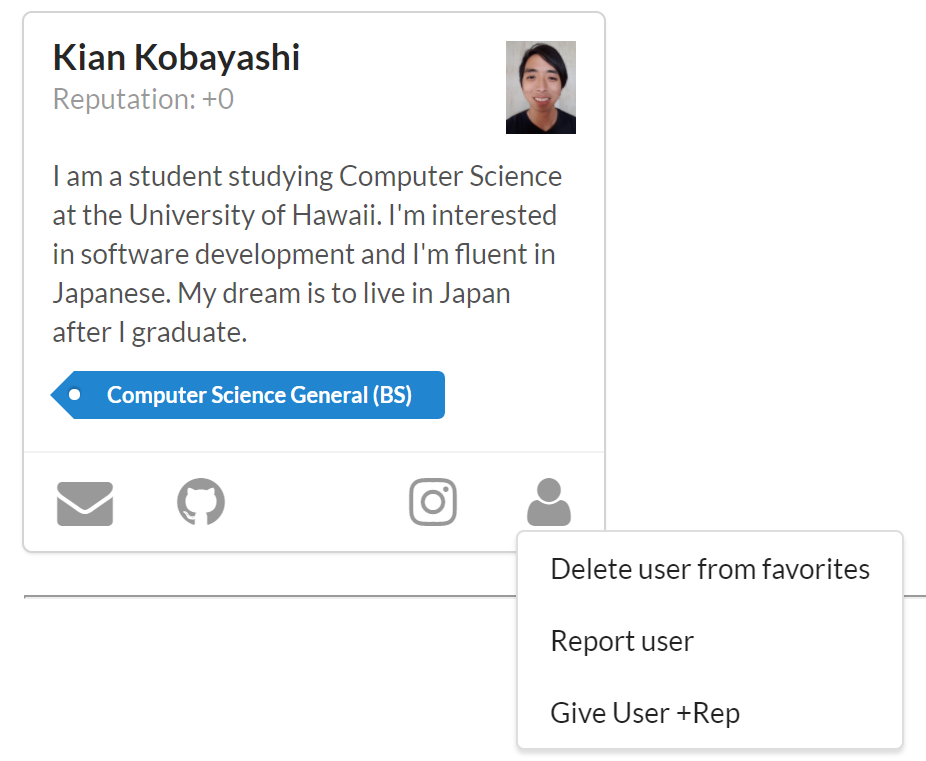 Kian Kobayashi
Reputation: +0
I am a student studying Computer Science
at the University of Hawaii. I'm interested
in software development and I'm fluent in
Japanese. My dream is to live in Japan
after I graduate.
Computer Science General (BS)
Delete user from favorites
Report user
Give User +Rep